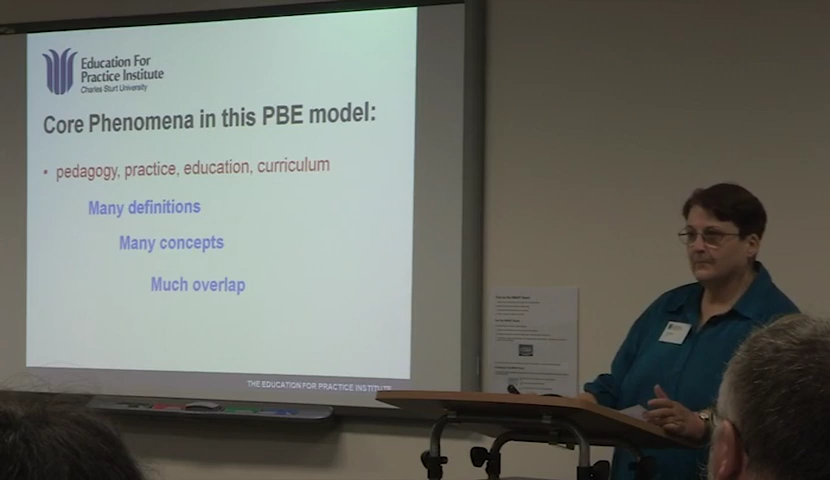 Education For
Practice Institute
Charles Sturt University
Core Phenomena in this PBE model:
• pedagogy, practice, education, curriculum
Many definitions
Many concepts
Much overlap
THE EDUCATION FOR PRACTICE INSTITUTE